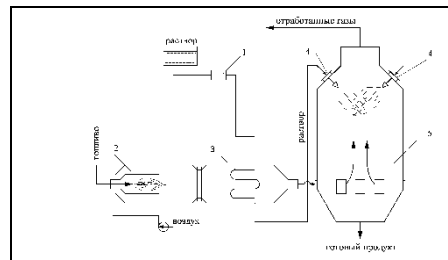 отработанные газы
раствор
1
4
4
топливо
2
3
раствор
5
воздух
готовый продукт